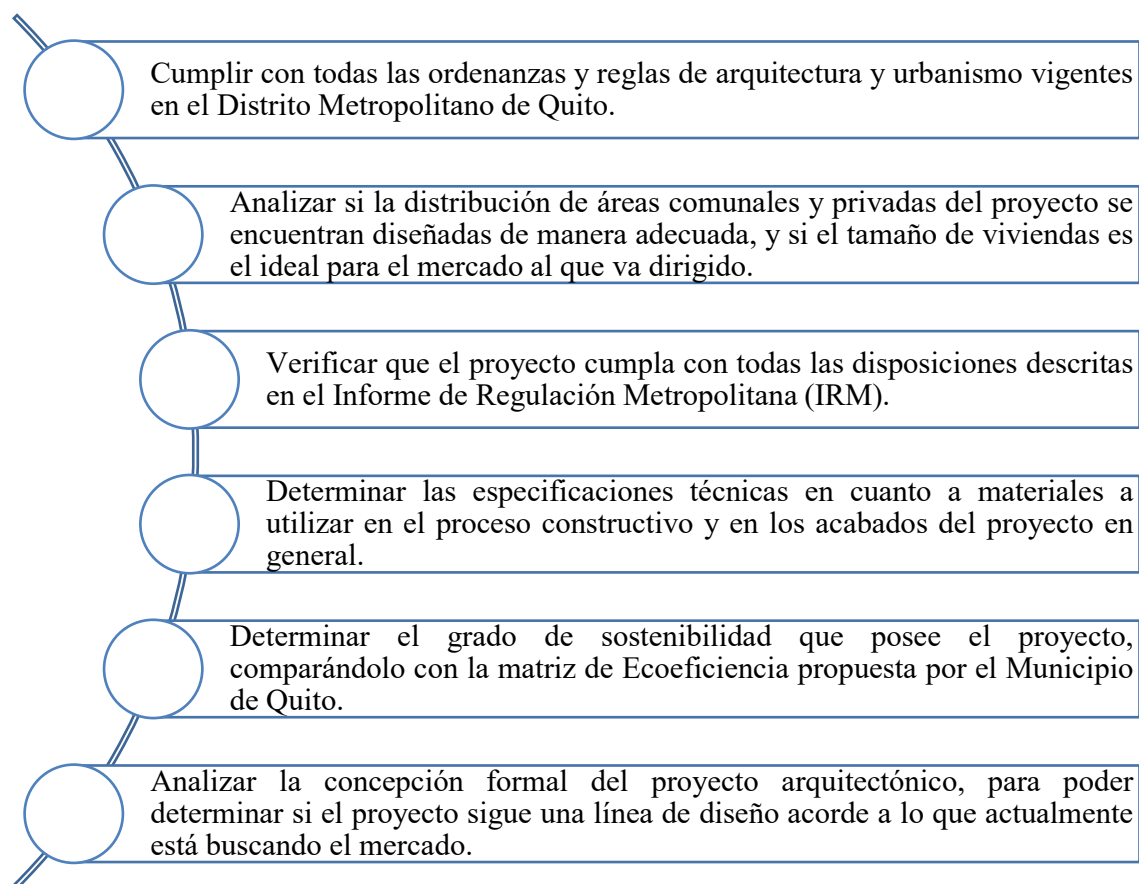 Cumplir con todas las ordenanzas y reglas de arquitectura y urbanismo vigentes
en el Distrito Metropolitano de Quito.
Analizar si la distribución de áreas comunales y privadas del proyecto se
encuentran diseñadas de manera adecuada, y si el tamaño de viviendas es
el ideal para el mercado al que va dirigido.
Verificar que el proyecto cumpla con todas las disposiciones descritas
en el Informe de Regulación Metropolitana (IRM).
Determinar las especificaciones técnicas en cuanto a materiales a
utilizar en el proceso constructivo y en los acabados del proyecto en
general.
Determinar el grado de sostenibilidad que posee el proyecto,
comparándolo con la matriz de Ecoeficiencia propuesta por el Municipio
de Quito.
Analizar la concepción formal del proyecto arquitectónico, para poder
determinar si el proyecto sigue una línea de diseño acorde a lo que actualmente
está buscando el mercado.